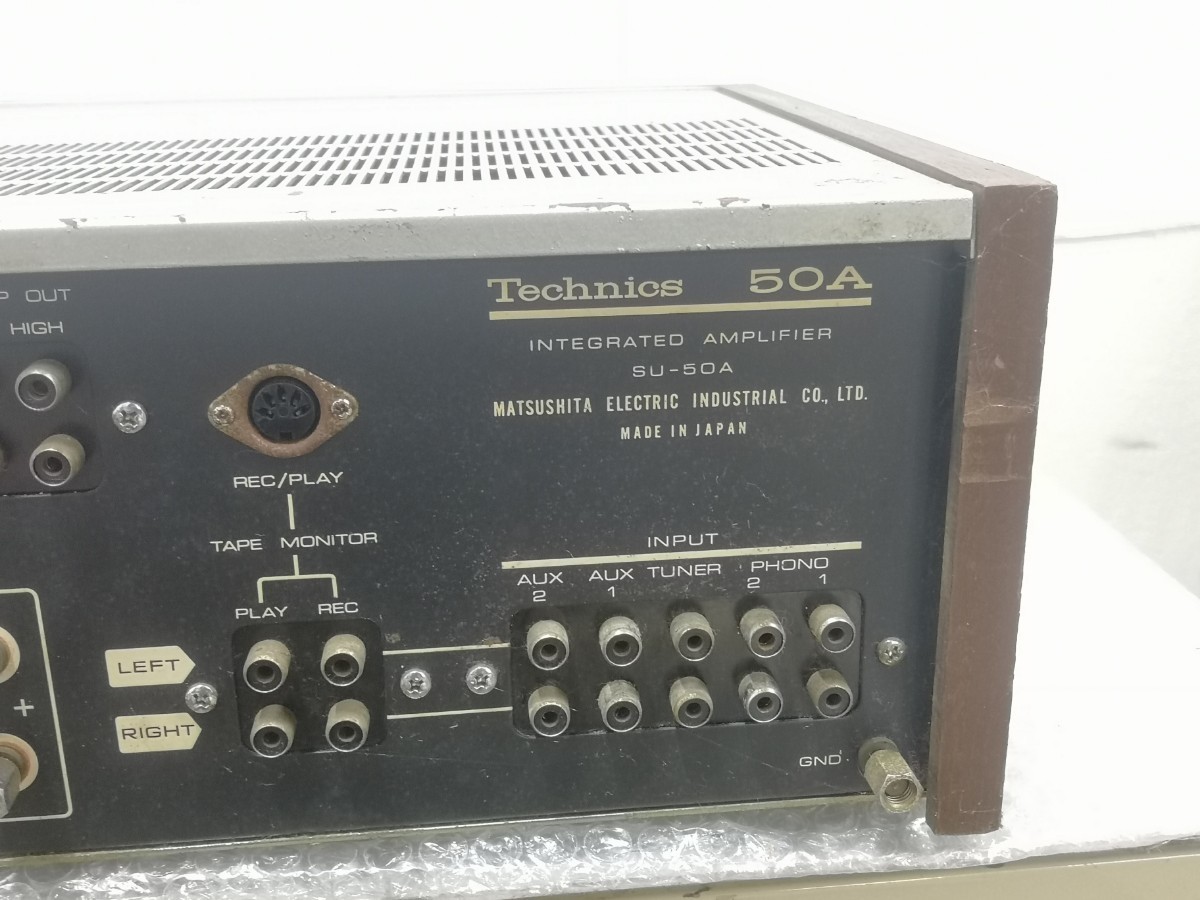 Technics 50A
INTEGRATED AMPLIFIER
SU-50A
MATSUSHITA ELECTRIC INDUSTRIAL CO., LTD.
MADE IN JAPAN
P OUT
HIGH
REC/PLAY
TAPE MONITOR
PLAY REC
LEFT
RIGHT
+
INPUT
AUX AUX TUNER PHONO
2 1 2 1
GND